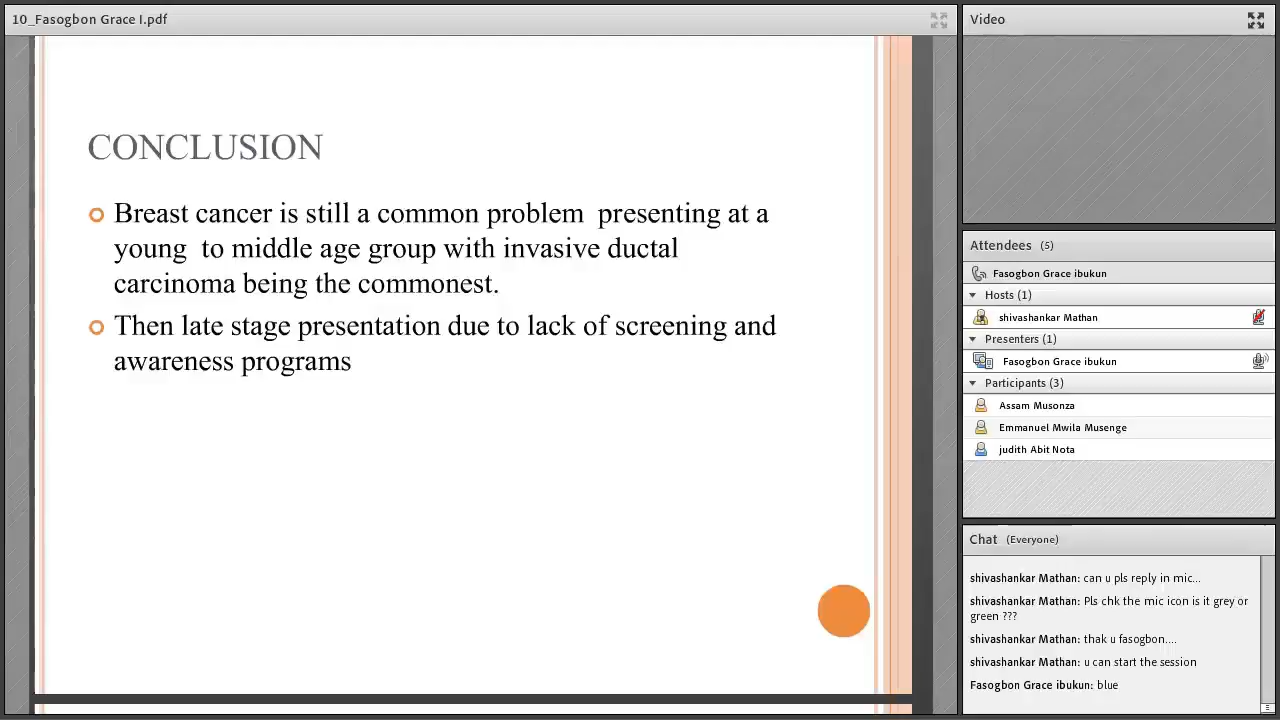 10_Fasogbon Grace I.pdf
CONCLUSION
Breast cancer is still a common problem presenting at a
young to middle age group with invasive ductal
carcinoma being the commonest.
Then late stage presentation due to lack of screening and
awareness programs
Video
Attendees (5)
Fasogbon Grace ibukun
Hosts (1)
shivashankar Mathan
Presenters (1)
Fasogbon Grace ibukun
Participants (3)
Assam Musonza
Emmanuel Mwila Musenge
judith Abit Nota
Chat (Everyone)
shivashankar Mathan: can u pls reply in mic...
shivashankar Mathan: Pls chk the mic icon is it grey or
green ???
shivashankar Mathan: thak u fasogbon....
shivashankar Mathan: u can start the session
Fasogbon Grace ibukun: blue